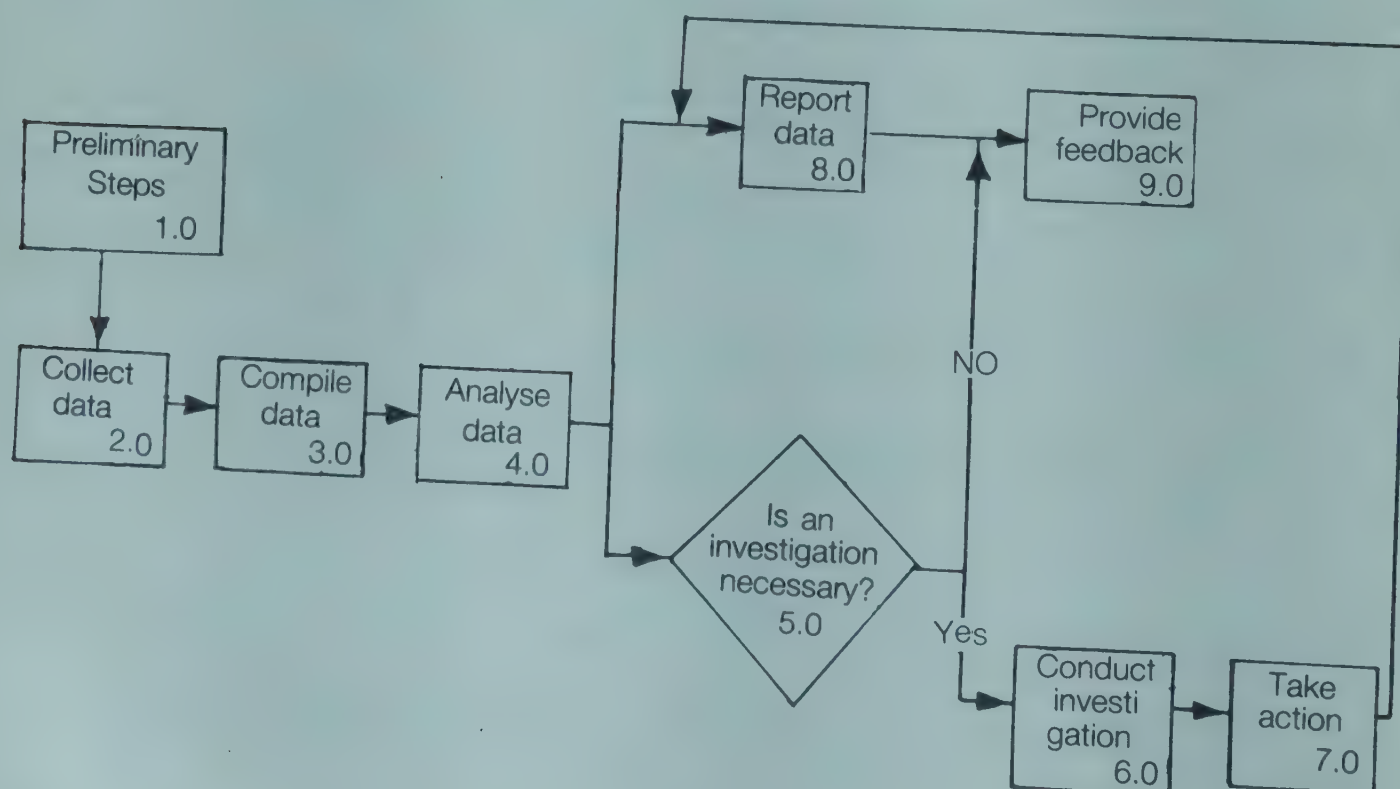 Preliminary
Steps
1.0
Collect
data
2.0
Compile
data
3.0
Analyse
data
4.0
Is an
investigation
necessary?
5.0
NO
Yes
Conduct
investi
gation
6.0
Take
action
7.0
Report
data
8.0
Provide
feedback
9.0